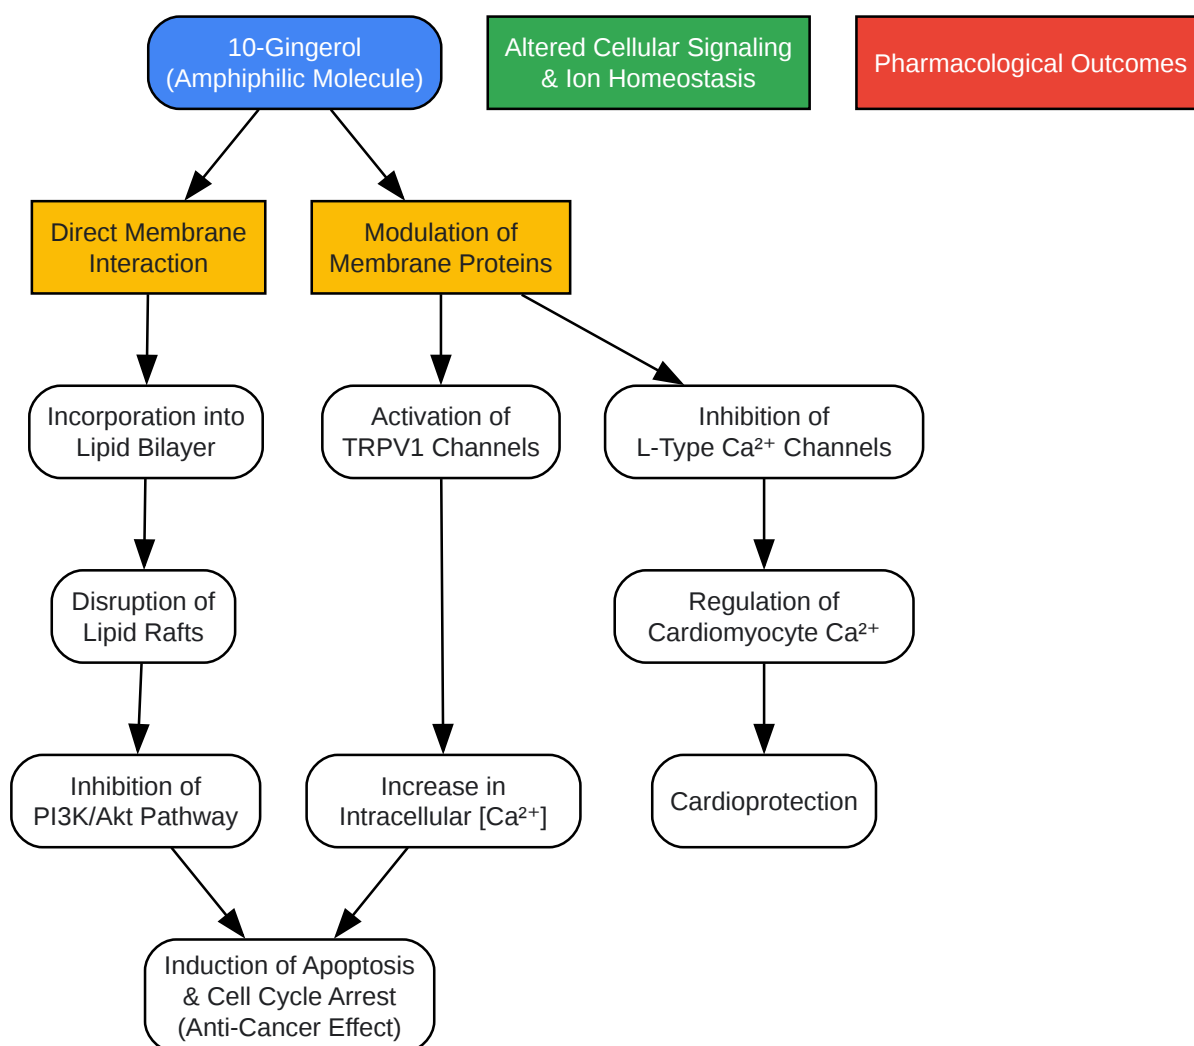 10-Gingerol
(Amphiphilic Molecule)
Altered Cellular Signaling
& Ion Homeostasis
Pharmacological Outcomes
Direct Membrane
Interaction
Modulation of
Membrane Proteins
Incorporation into
Lipid Bilayer
Activation of
TRPV1 Channels
Inhibition of
L-Type Ca²⁺ Channels
Disruption of
Lipid Rafts
Regulation of
Cardiomyocyte Ca²⁺
Inhibition of
PI3K/Akt Pathway
Increase in
Intracellular [Ca²⁺]
Cardioprotection
Induction of Apoptosis
& Cell Cycle Arrest
(Anti-Cancer Effect)